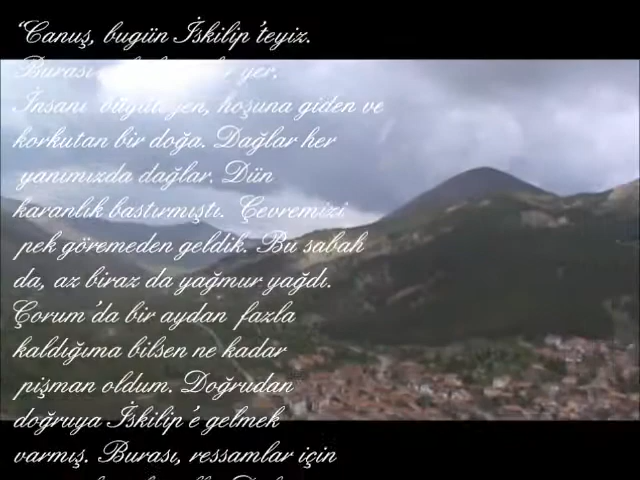 “Canuş, bugün İskilip'teyiz.
Burası yer.
İnsanı büyüleyen, hoşuna giden ve
korkutan bir doğa. Dağlar her
yanımızda dağlar. Dün
karanlık bastırmıştı. Çevremizi
pek göremeden geldik. Bu sabah
da, az biraz da yağmur yağdı.
Çorum'da bir aydan fazla
kaldığıma bilsen ne kadar
pişman oldum. Doğrudan
doğruya İskilip'e gelmek
varmış. Burası, ressamlar için